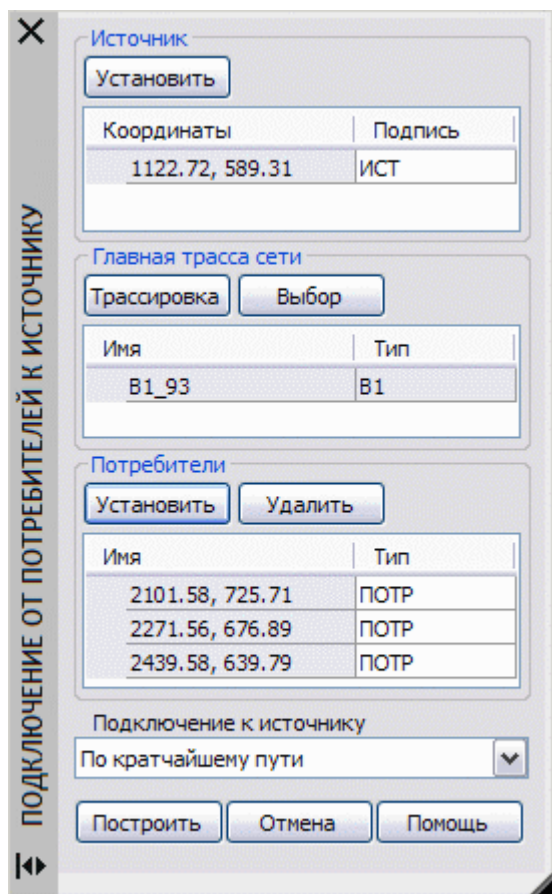 ПОДКЛЮЧЕНИЕ ОТ ПОТРЕБИТЕЛЕЙ К ИСТОЧНИКУ
Источник
Установить
Координаты Подпись
1122.72, 589.31 ИСТ
Главная трасса сети
Трассировка Выбор
Имя Тип
В1_93 В1
Потребители
Установить Удалить
Имя Тип
2101.58, 725.71 ПОТР
2271.56, 676.89 ПОТР
2439.58, 639.79 ПОТР
Подключение к источнику
По кратчайшему пути
Построить Отмена Помощь